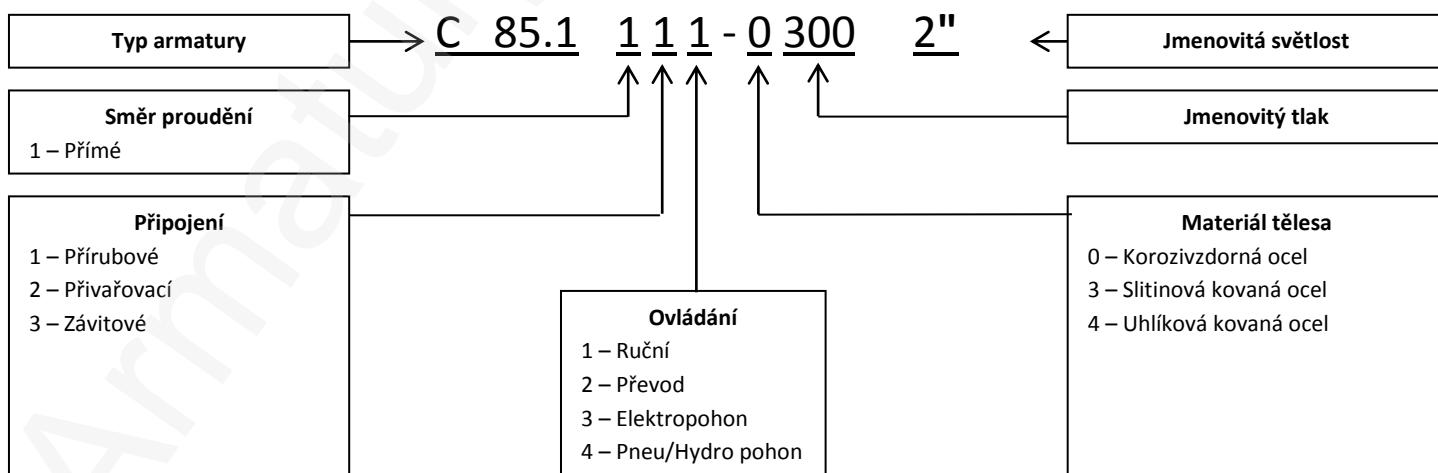 Typ armatury
C 85.1 1 1 1 - 0 300 2"
Jmenovitá světlost
Směr proudění
1 – Přímé
Jmenovitý tlak
Připojení
1 – Přírubové
2 – Přivařovací
3 – Závitové
Ovládání
1 – Ruční
2 – Převod
3 – Elektropohon
4 – Pneu/Hydro pohon
Materiál tělesa
0 – Korozivzdorná ocel
3 – Slitinová kovaná ocel
4 – Uhlíková kovaná ocel